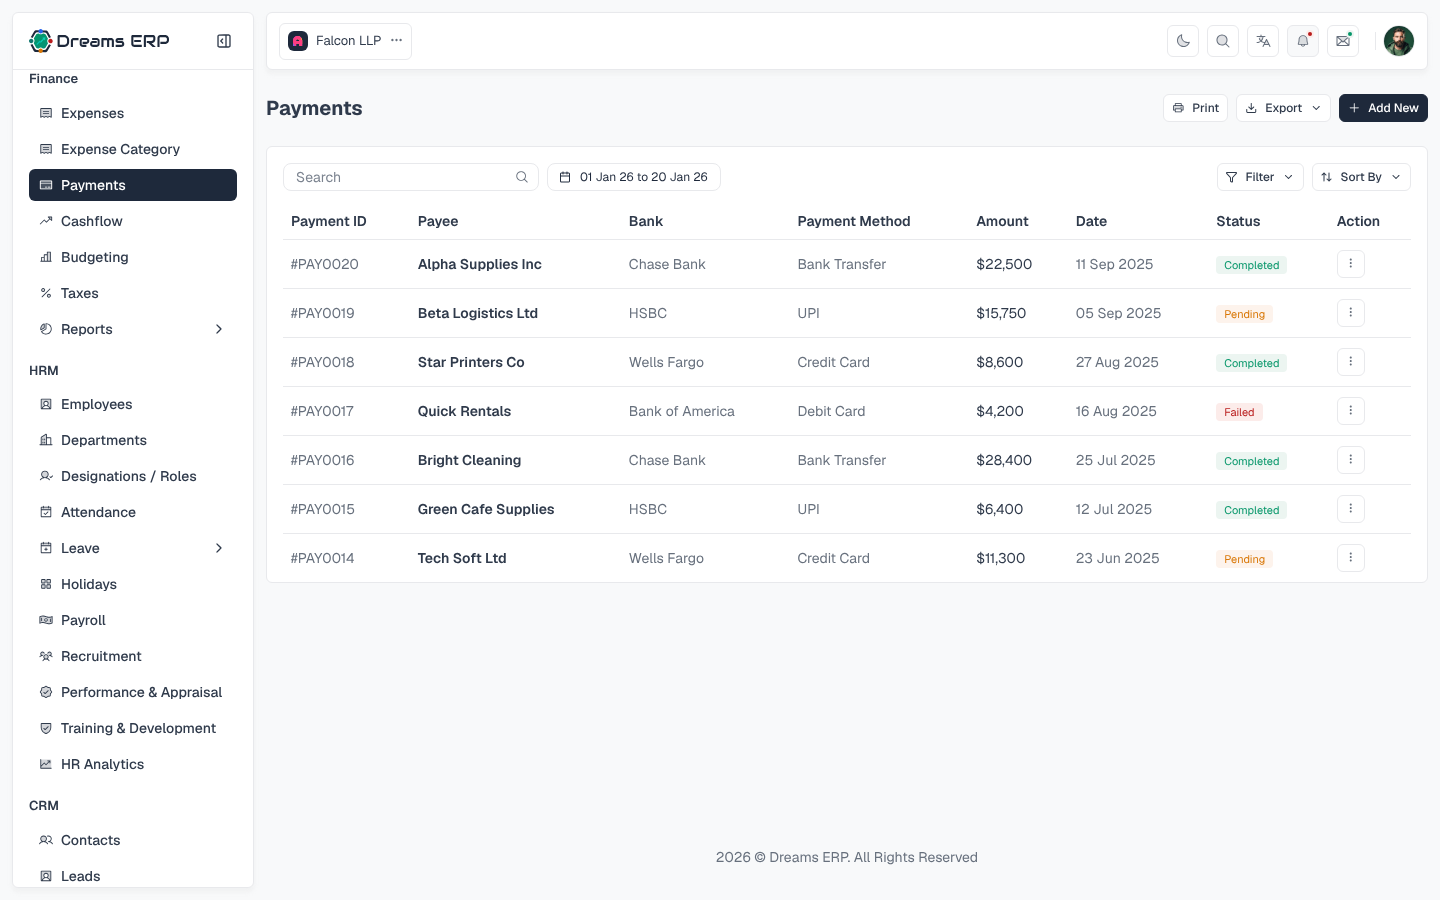 Dreams ERP
Finance
Expenses
Expense Category
Payments
Cashflow
Budgeting
Taxes
Reports
HRM
Employees
Departments
Designations / Roles
Attendance
Leave
Holidays
Payroll
Recruitment
Performance & Appraisal
Training & Development
HR Analytics
CRM
Contacts
Leads
Falcon LLP ···
Payments
Print Export Add New
Search 01 Jan 26 to 20 Jan 26 Filter Sort By
Payment ID Payee Bank Payment Method Amount Date Status Action
#PAY0020 Alpha Supplies Inc Chase Bank Bank Transfer $22,500 11 Sep 2025 Completed
#PAY0019 Beta Logistics Ltd HSBC UPI $15,750 05 Sep 2025 Pending
#PAY0018 Star Printers Co Wells Fargo Credit Card $8,600 27 Aug 2025 Completed
#PAY0017 Quick Rentals Bank of America Debit Card $4,200 16 Aug 2025 Failed
#PAY0016 Bright Cleaning Chase Bank Bank Transfer $28,400 25 Jul 2025 Completed
#PAY0015 Green Cafe Supplies HSBC UPI $6,400 12 Jul 2025 Completed
#PAY0014 Tech Soft Ltd Wells Fargo Credit Card $11,300 23 Jun 2025 Pending
2026 © Dreams ERP. All Rights Reserved